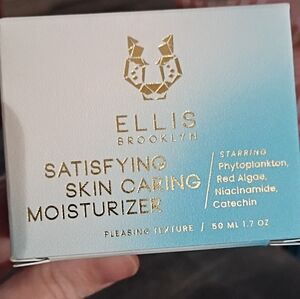 ELLIS
BROOKLYN
SATISFYING
SKIN CARING
MOISTURIZER
STARRING
Phytoplankton,
Red Algae,
Niacinamide,
Catechin
PLEASING TEXTURE / 50 ML 1.7 OZ